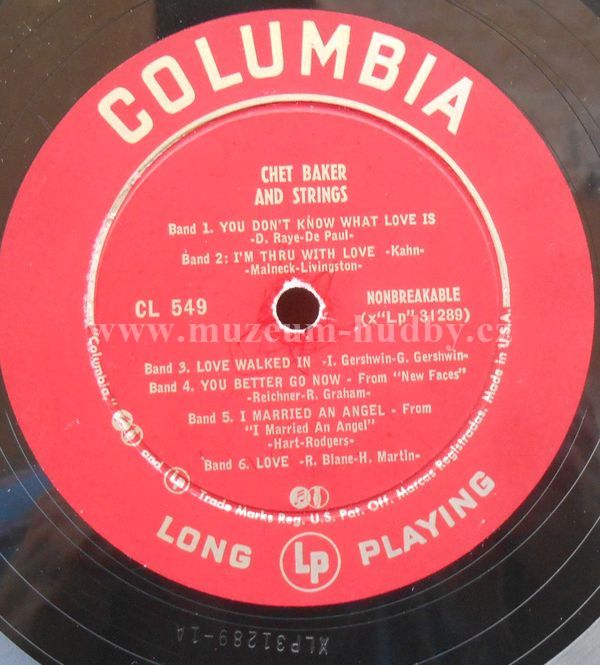 COLUMBIA
CHET BAKER
AND STRINGS
Band 1. YOU DON'T KNOW WHAT LOVE IS
-D. Raye-De Paul-
Band 2: I'M THRU WITH LOVE -Kahn-
-Malneck-Livingston-
CL 549
NONBREAKABLE
(x"Lp" 31289)
www.muzeum-hudby.cz
Band 3. LOVE WALKED IN -I. Gershwin-G. Gershwin-
Band 4. YOU BETTER GO NOW - From "New Faces"
-Reichner-R. Graham-
Band 5. I MARRIED AN ANGEL - From
"I Married An Angel"
-Hart-Rodgers-
Band 6. LOVE -R. Blane-H. Martin-
"Columbia," and Lp Trade Marks Reg. U.S. Pat. Off. Marcas Registradas. Made in U.S.A.
LONG Lp PLAYING
XLP31289-1A